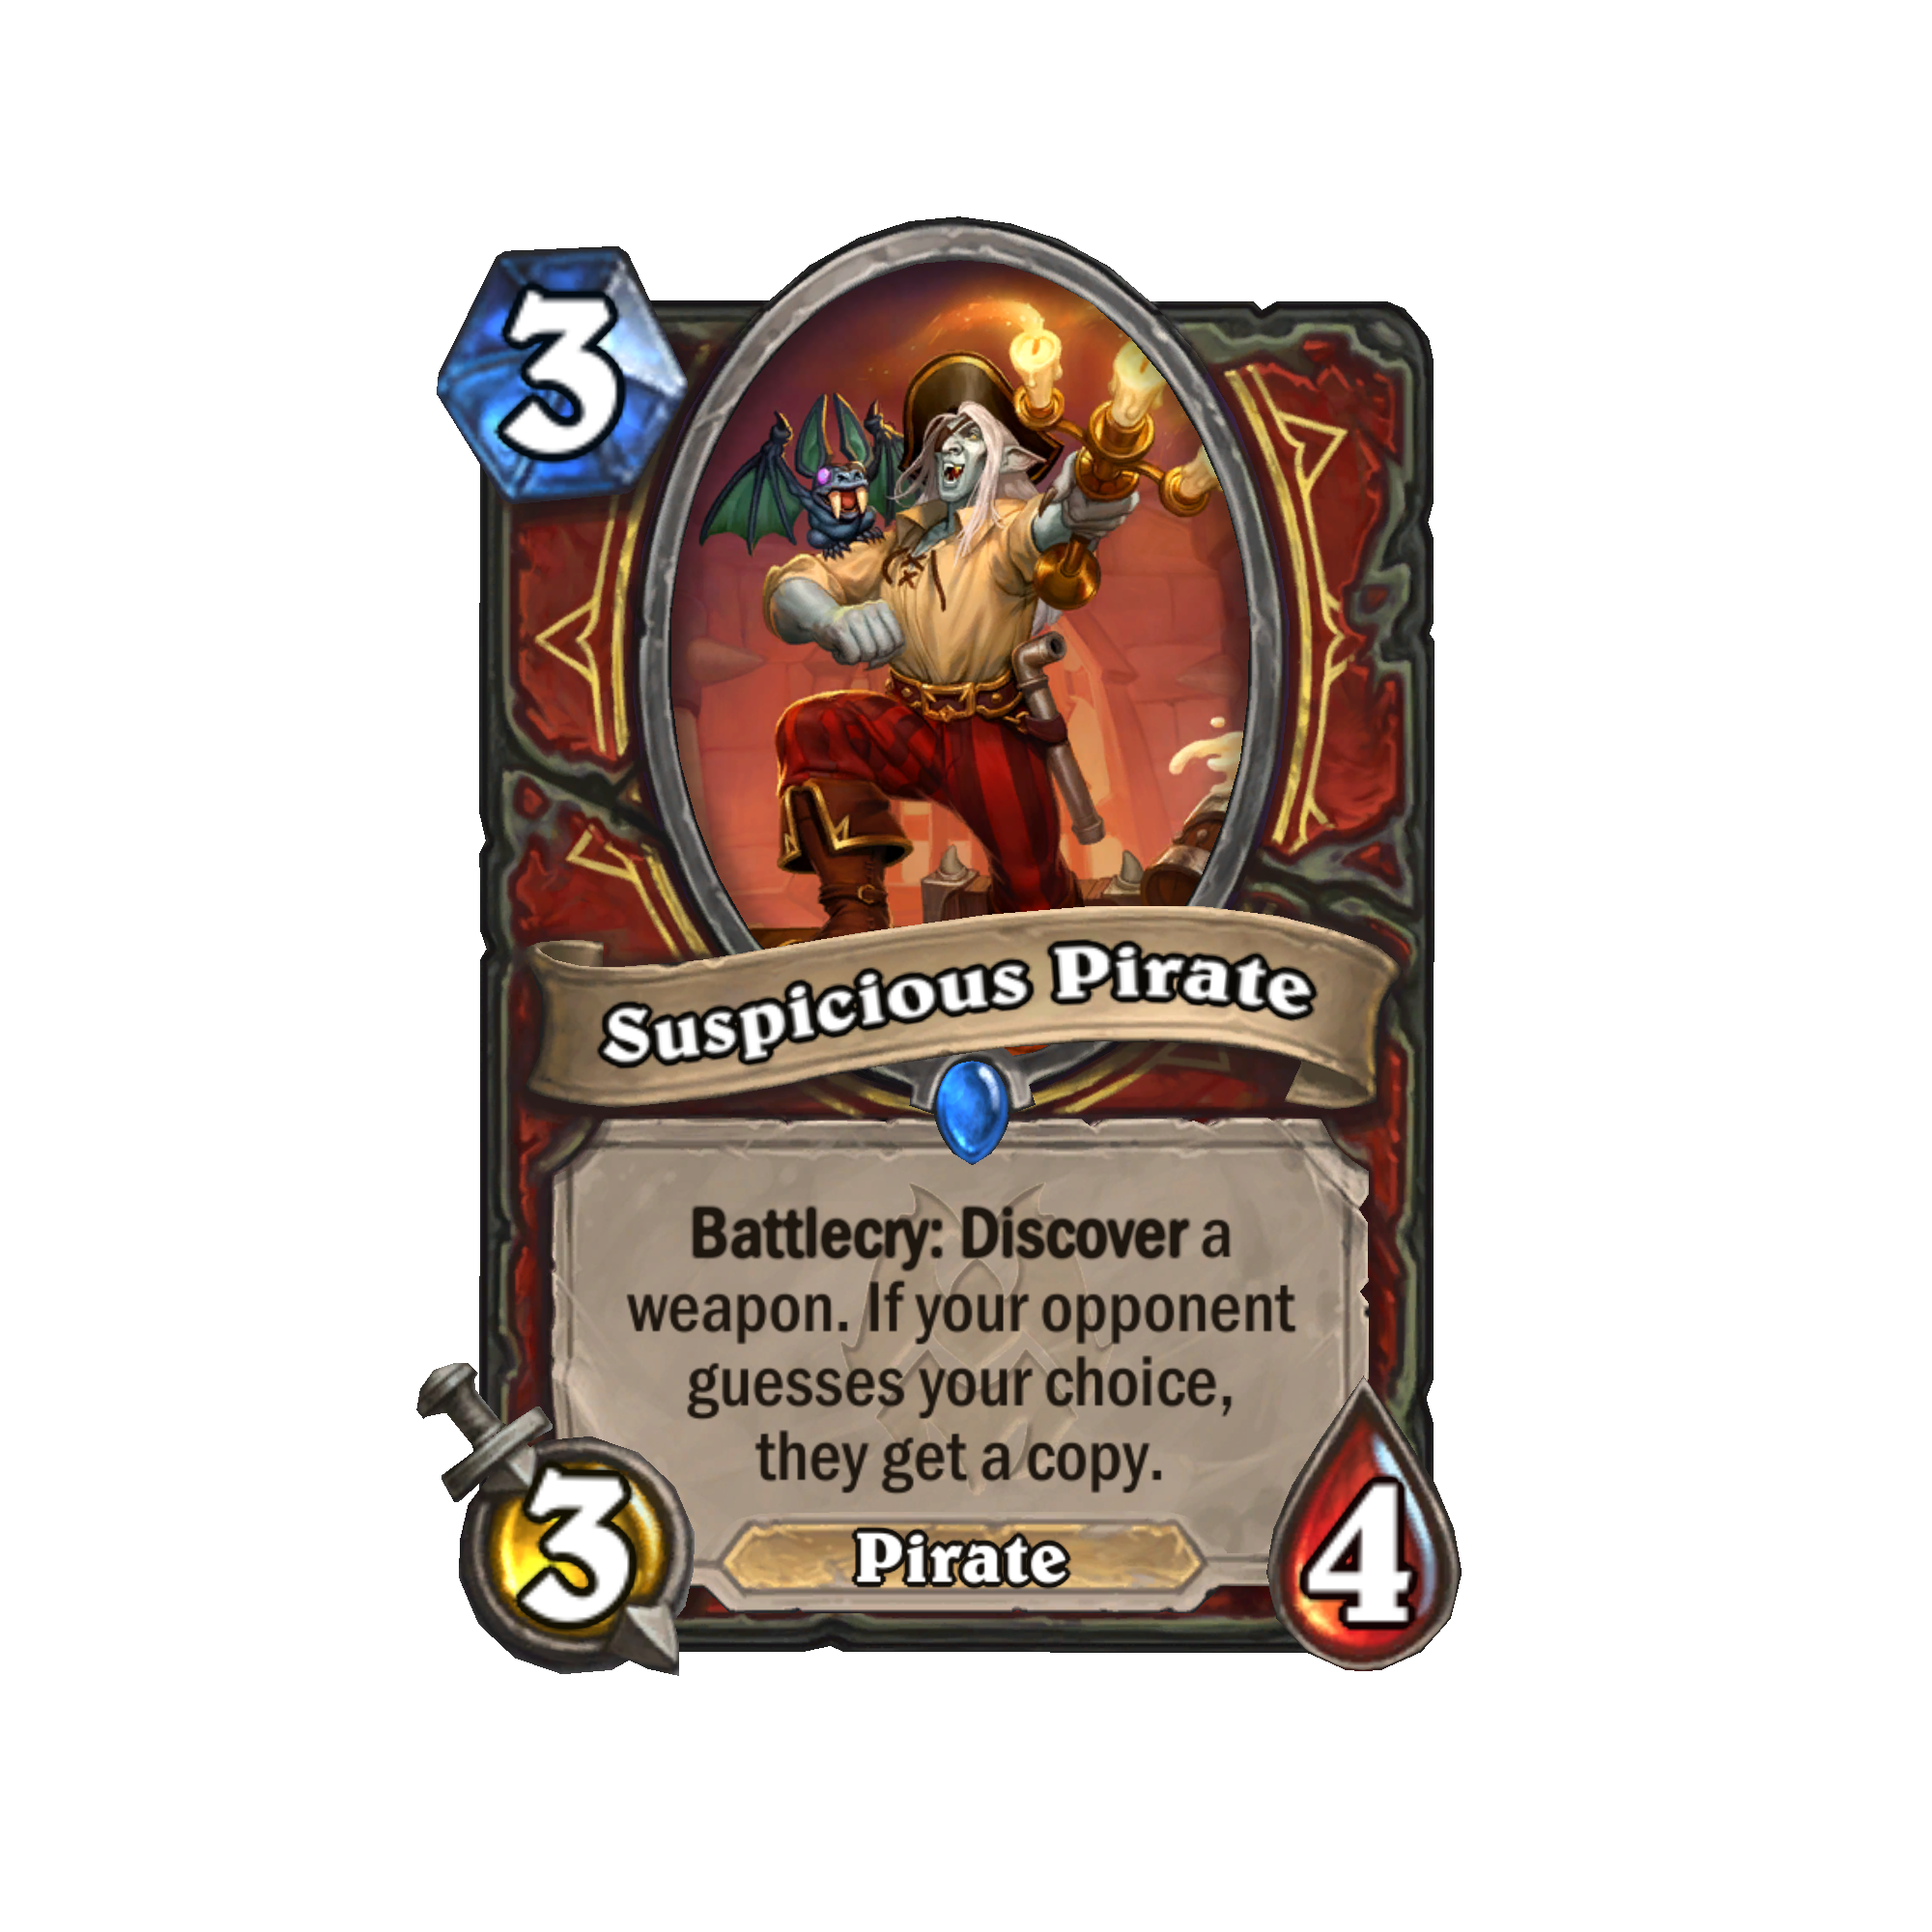 3
Suspicious Pirate
Battlecry: Discover a
weapon. If your opponent
guesses your choice,
they get a copy.
3
Pirate
4